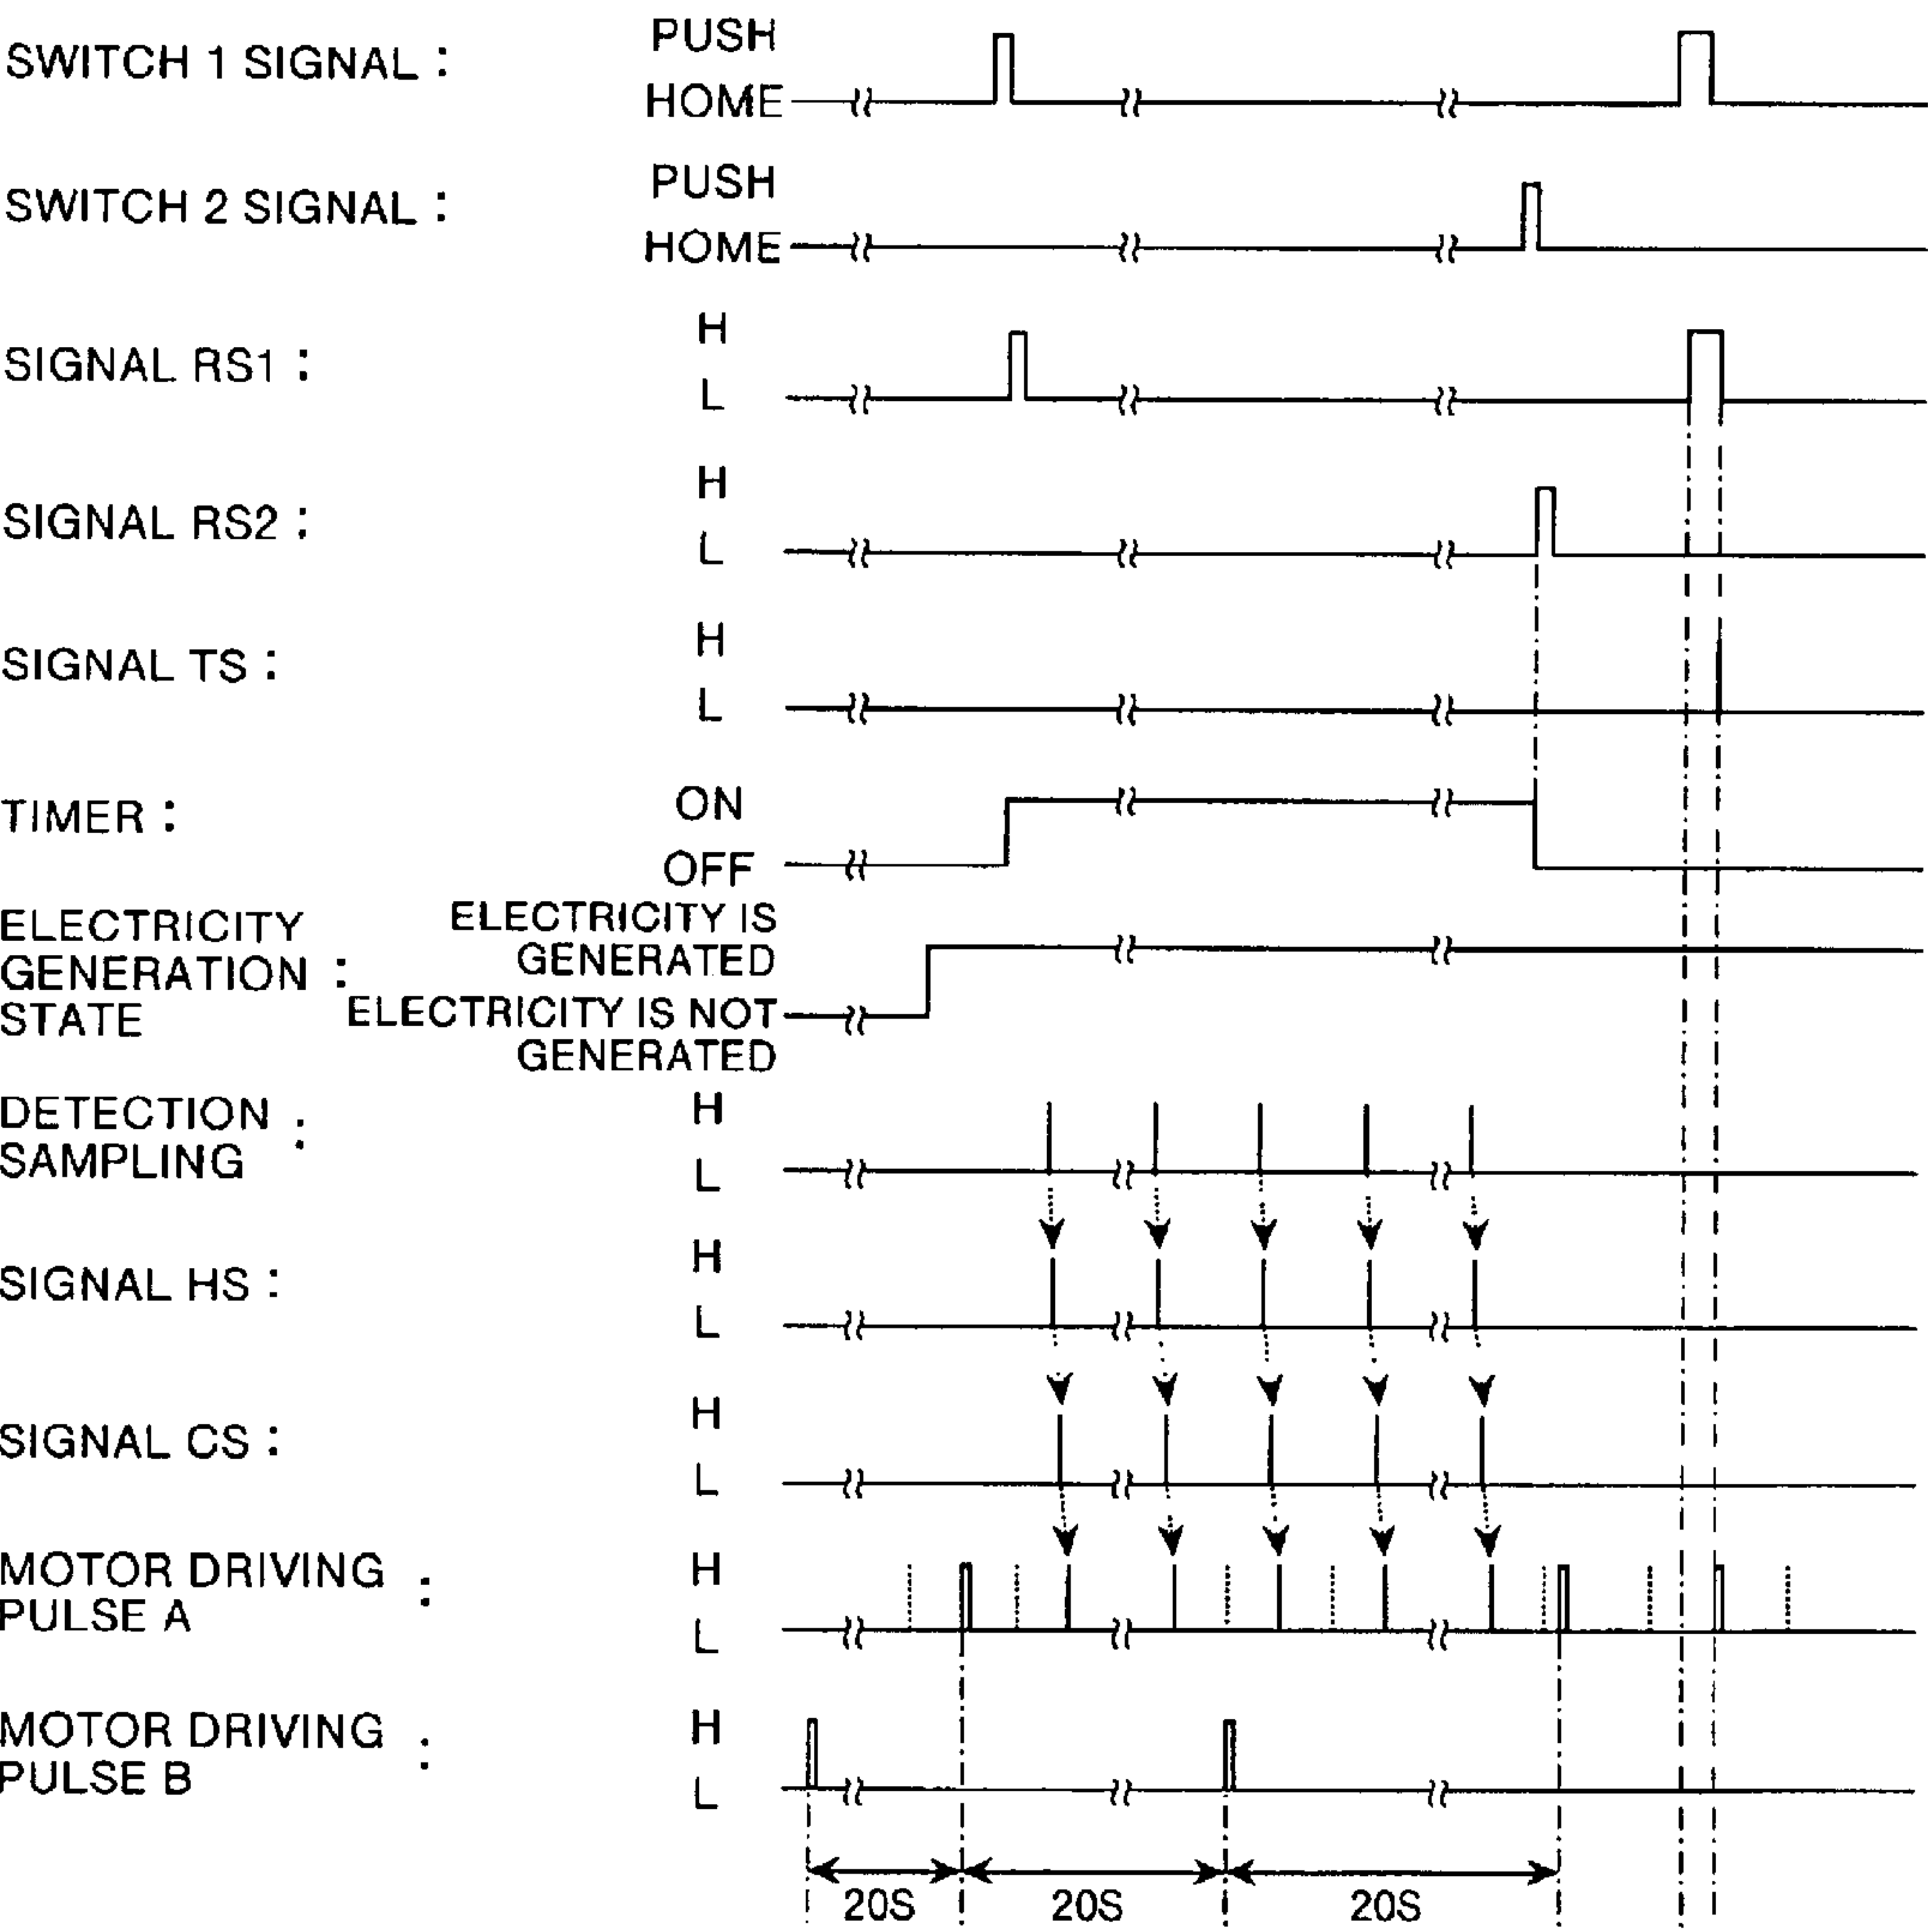 SWITCH 1 SIGNAL :
PUSH
HOME
SWITCH 2 SIGNAL :
PUSH
HOME
SIGNAL RS1 :
H
L
SIGNAL RS2 :
H
L
SIGNAL TS :
H
L
TIMER :
ON
OFF
ELECTRICITY
GENERATION :
STATE
ELECTRICITY IS
GENERATED
ELECTRICITY IS NOT
GENERATED
DETECTION :
SAMPLING
H
L
SIGNAL HS :
H
L
SIGNAL CS :
H
L
MOTOR DRIVING :
PULSE A
H
L
MOTOR DRIVING :
PULSE B
H
L
20S 20S 20S